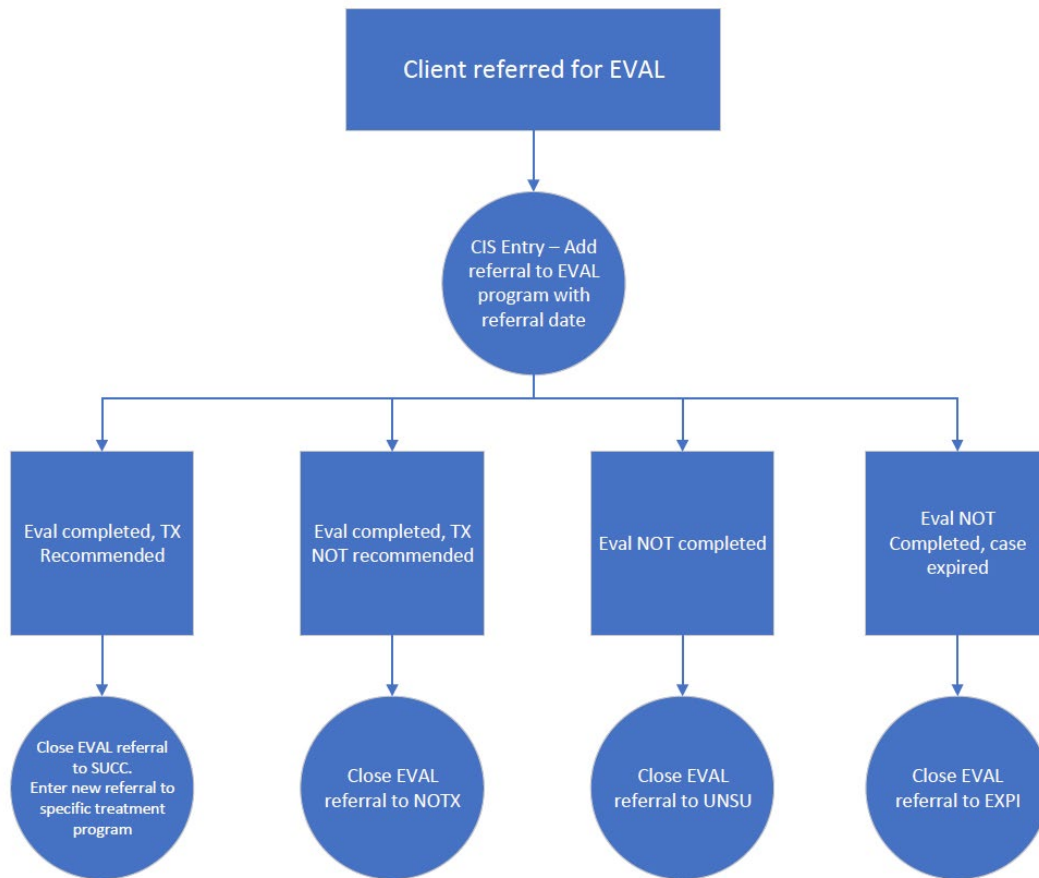 Client referred for EVAL
CIS Entry – Add
referral to EVAL
program with
referral date
Eval completed, TX
Recommended
Eval completed, TX
NOT recommended
Eval NOT completed
Eval NOT
Completed, case
expired
Close EVAL referral
to SUCC.
Enter new referral to
specific treatment
program
Close EVAL
referral to NOTX
Close EVAL
referral to UNSU
Close EVAL
referral to EXPI